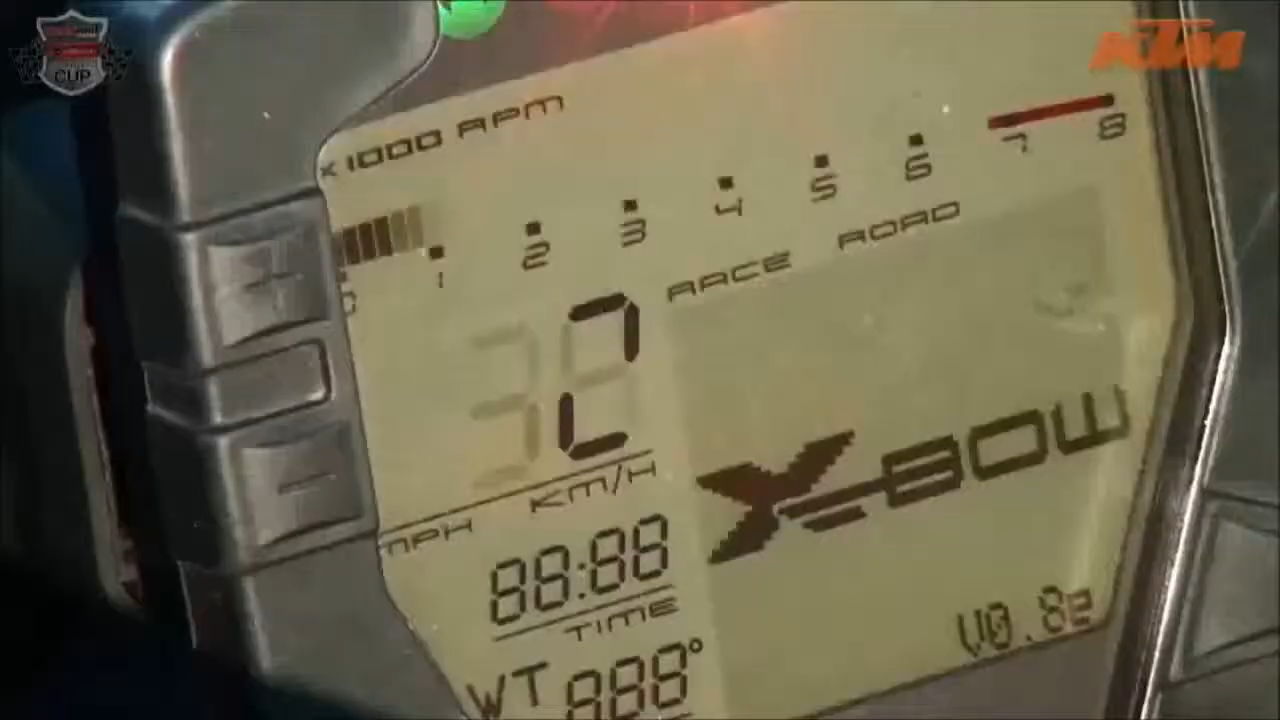 CUP
KTM
x1000 RPM
0 1 2 3 4 5 6 7 8
RACE ROAD
MPH KM/H
X-BOW
88:88
TIME
WT 888°
V0.8e